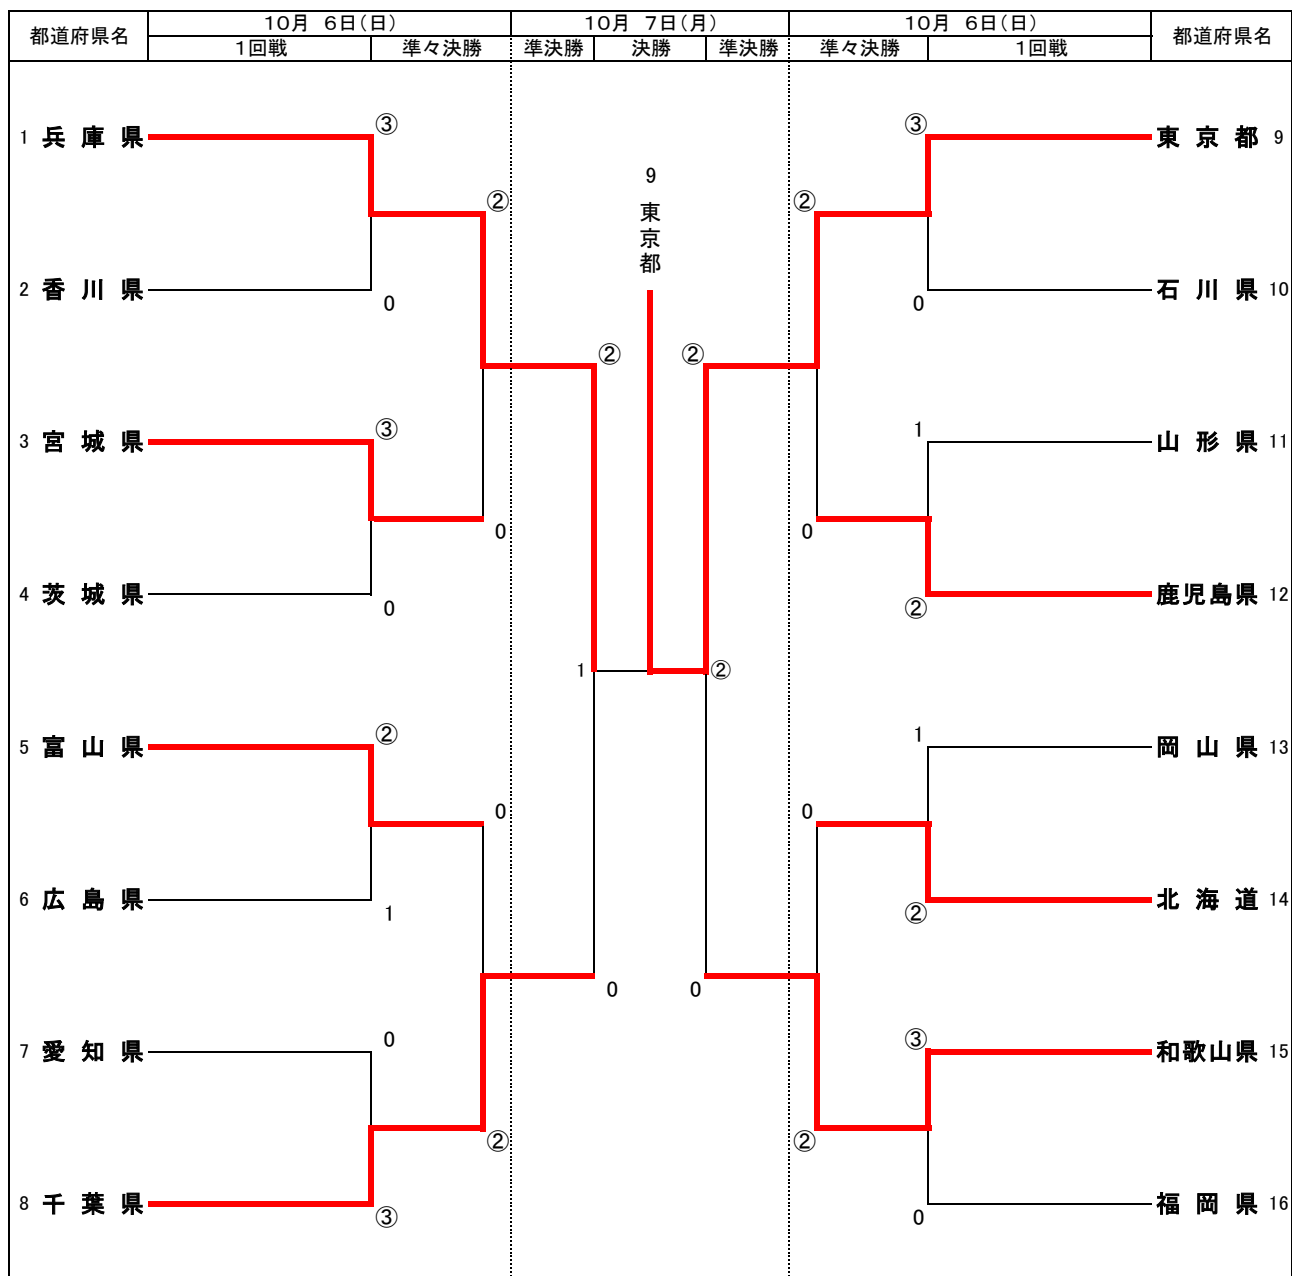 都道府県名 10月 6日(日) 10月 7日(月) 10月 6日(日) 都道府県名
1回戦 準々決勝 準決勝 決勝 準決勝 準々決勝 1回戦
③ ③
1 兵庫県 東京都 9
9
② 東京都 ②
2 香川県 石川県 10
0 0
② ②
③ 1
3 宮城県 山形県 11
0 0
4 茨城県 鹿児島県 12
0 ②
1 ②
② 1
5 富山県 岡山県 13
0 0
6 広島県 北海道 14
1 ②
0 0
0 ③
7 愛知県 和歌山県 15
② ②
8 千葉県 福岡県 16
③ 0